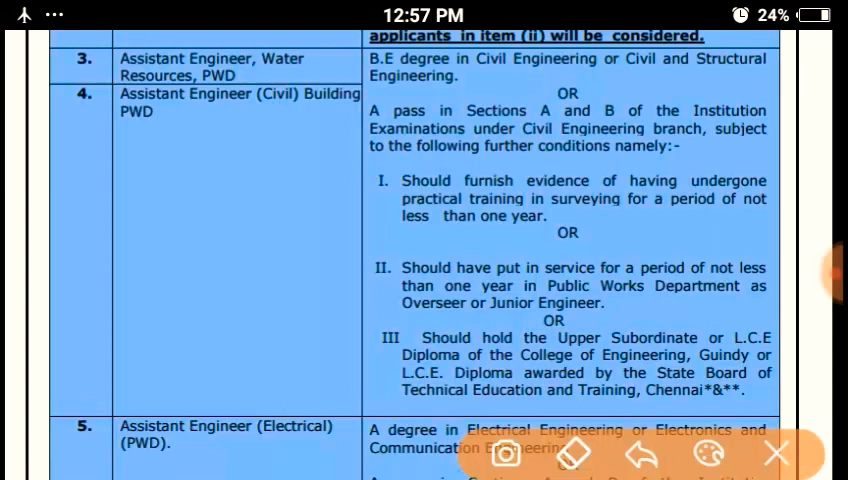 12:57 PM
24%
applicants in item (ii) will be considered.
3. Assistant Engineer, Water
Resources, PWD
4. Assistant Engineer (Civil) Building
PWD
B.E degree in Civil Engineering or Civil and Structural
Engineering.
OR
A pass in Sections A and B of the Institution
Examinations under Civil Engineering branch, subject
to the following further conditions namely:-
I. Should furnish evidence of having undergone
practical training in surveying for a period of not
less than one year.
OR
II. Should have put in service for a period of not less
than one year in Public Works Department as
Overseer or Junior Engineer.
OR
III Should hold the Upper Subordinate or L.C.E
Diploma of the College of Engineering, Guindy or
L.C.E. Diploma awarded by the State Board of
Technical Education and Training, Chennai*&**.
5. Assistant Engineer (Electrical)
(PWD).
A degree in Electrical Engineering or Electronics and
Communication Engineering